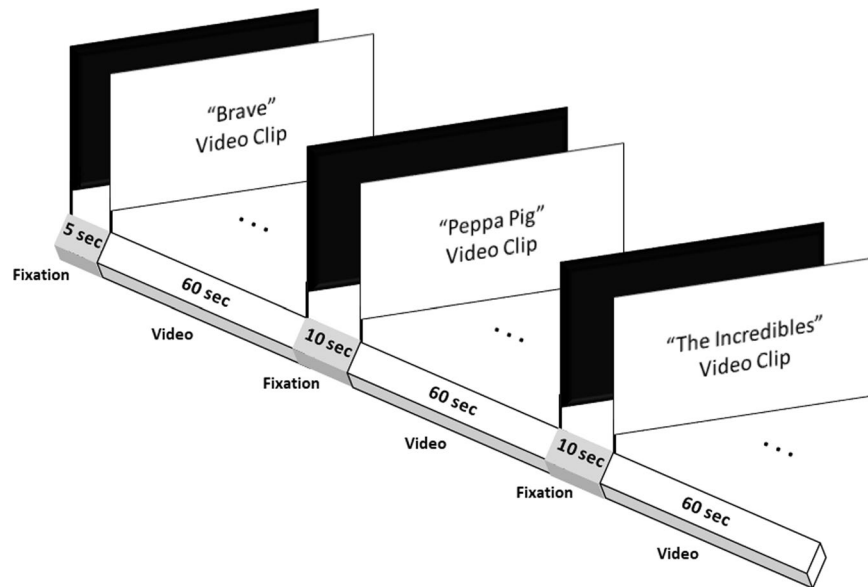 “Brave”
Video Clip
5 sec
Fixation
60 sec
Video
“Peppa Pig”
Video Clip
10 sec
Fixation
60 sec
Video
“The Incredibles”
Video Clip
10 sec
Fixation
60 sec
Video